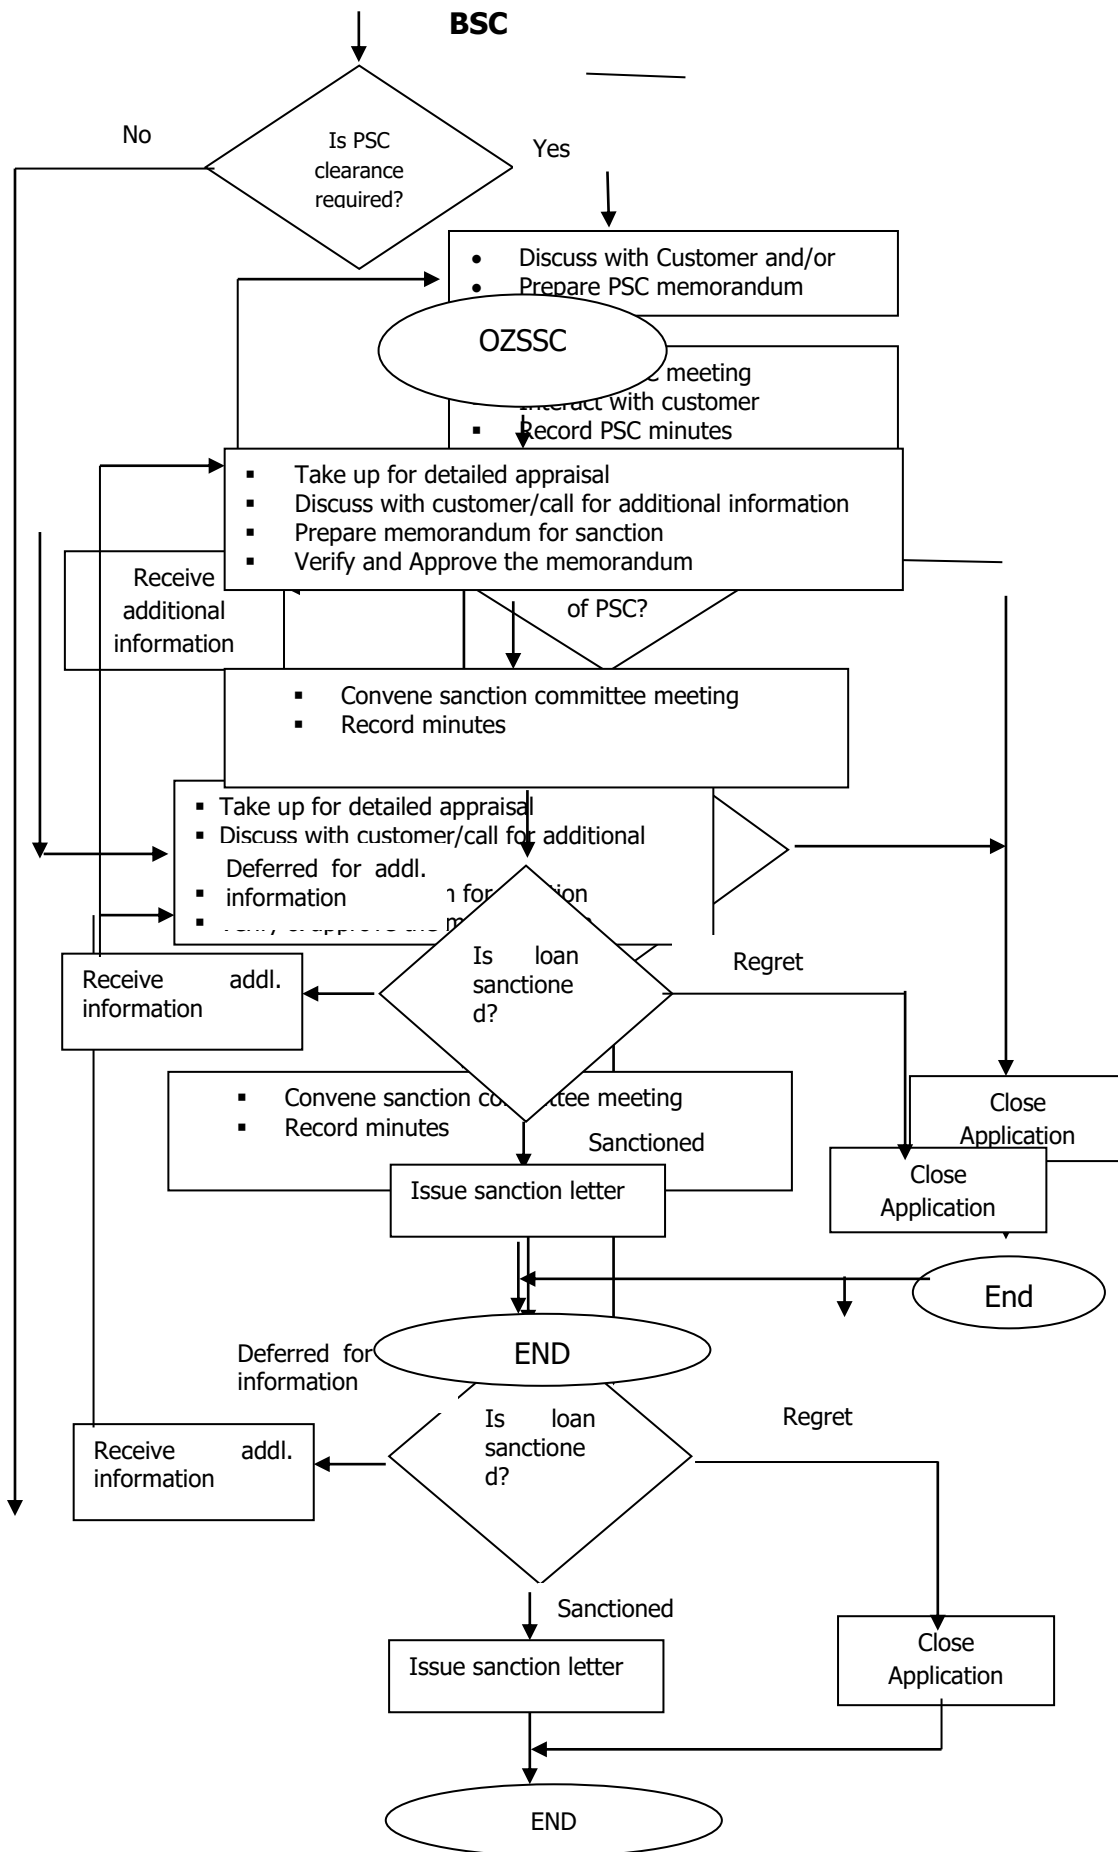 BSC
No
Is PSC
clearance
required?
Yes
• Discuss with Customer and/or
• Prepare PSC memorandum
OZSSC
meeting
Interact with customer
▪ Record PSC minutes
▪ Take up for detailed appraisal
▪ Discuss with customer/call for additional information
▪ Prepare memorandum for sanction
▪ Verify and Approve the memorandum
Receive
additional
information
of PSC?
▪ Convene sanction committee meeting
▪ Record minutes
▪ Take up for detailed appraisal
▪ Discuss with customer/call for additional
Deferred for addl.
information
for
Is loan
sanctione
d?
Regret
Receive addl.
information
▪ Convene sanction committee meeting
▪ Record minutes
Sanctioned
Close
Application
Issue sanction letter
Close
Application
End
END
Deferred for
information
Is loan
sanctione
d?
Regret
Receive addl.
information
Sanctioned
Issue sanction letter
Close
Application
END